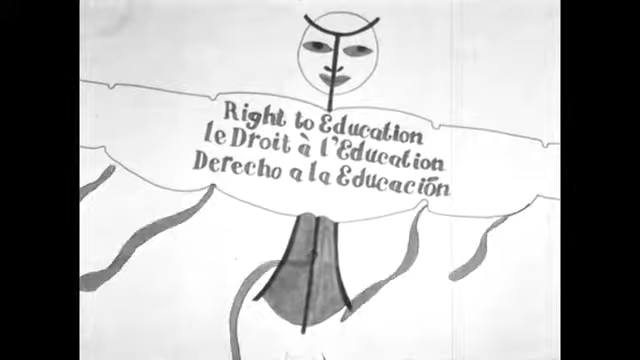 Right to Education
le Droit à l'Education
Derecho a la Educación